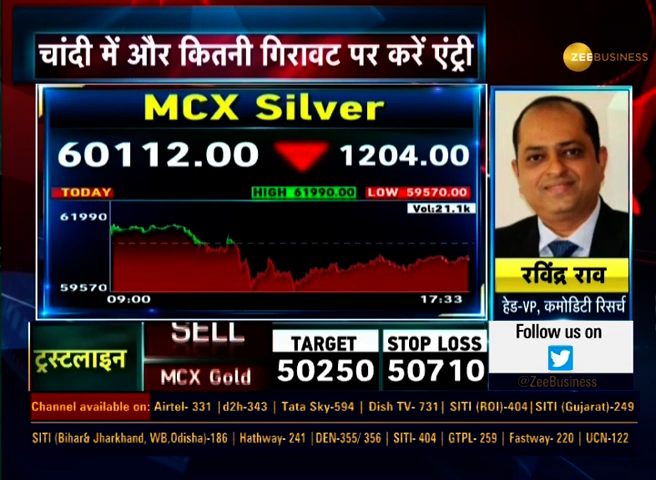 चांदी में और कितनी गिरावट पर करें एंट्री
ZEE BUSINESS
MCX Silver
60112.00 1204.00
TODAY HIGH 61990.00 LOW 59570.00
Vol:21.1k
61990
59570
09:00 17:33
रविंद्र राव
हेड-VP, कमोडिटी रिसर्च
ट्रस्टलाइन
SELL
MCX Gold
TARGET
50250
STOP LOSS
50710
Follow us on
@ZeeBusiness
Channel available on: Airtel- 331 | d2h-343 | Tata Sky-594 | Dish TV- 731| SITI (ROI)-404| SITI (Gujarat)-249
SITI (Bihar& Jharkhand, WB,Odisha)-186 | Hathway- 241 |DEN-355/ 356 | SITI- 404 | GTPL- 259 | Fastway- 220 | UCN-122